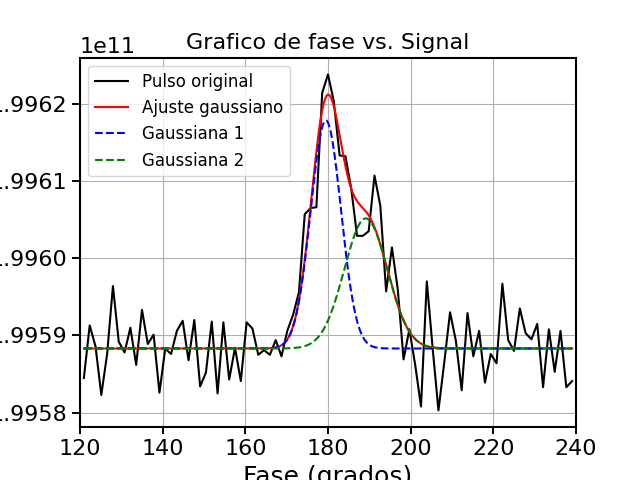 1e11
Grafico de fase vs. Signal
Pulso original
Ajuste gaussiano
Gaussiana 1
Gaussiana 2
.9962
.9961
.9960
.9959
.9958
120 140 160 180 200 220 240
Fase (grados)